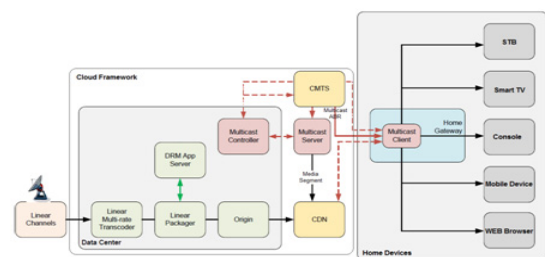 Cloud Framework
CMTS
Multicast
ABR
Multicast
Controller
Multicast
Server
DRM App
Server
Media
Segment
Linear
Channels
Linear
Multi-rate
Transcoder
Linear
Packager
Origin
CDN
Data Center
Home
Gateway
Multicast
Client
STB
Smart TV
Console
Mobile Device
WEB Browser
Home Devices